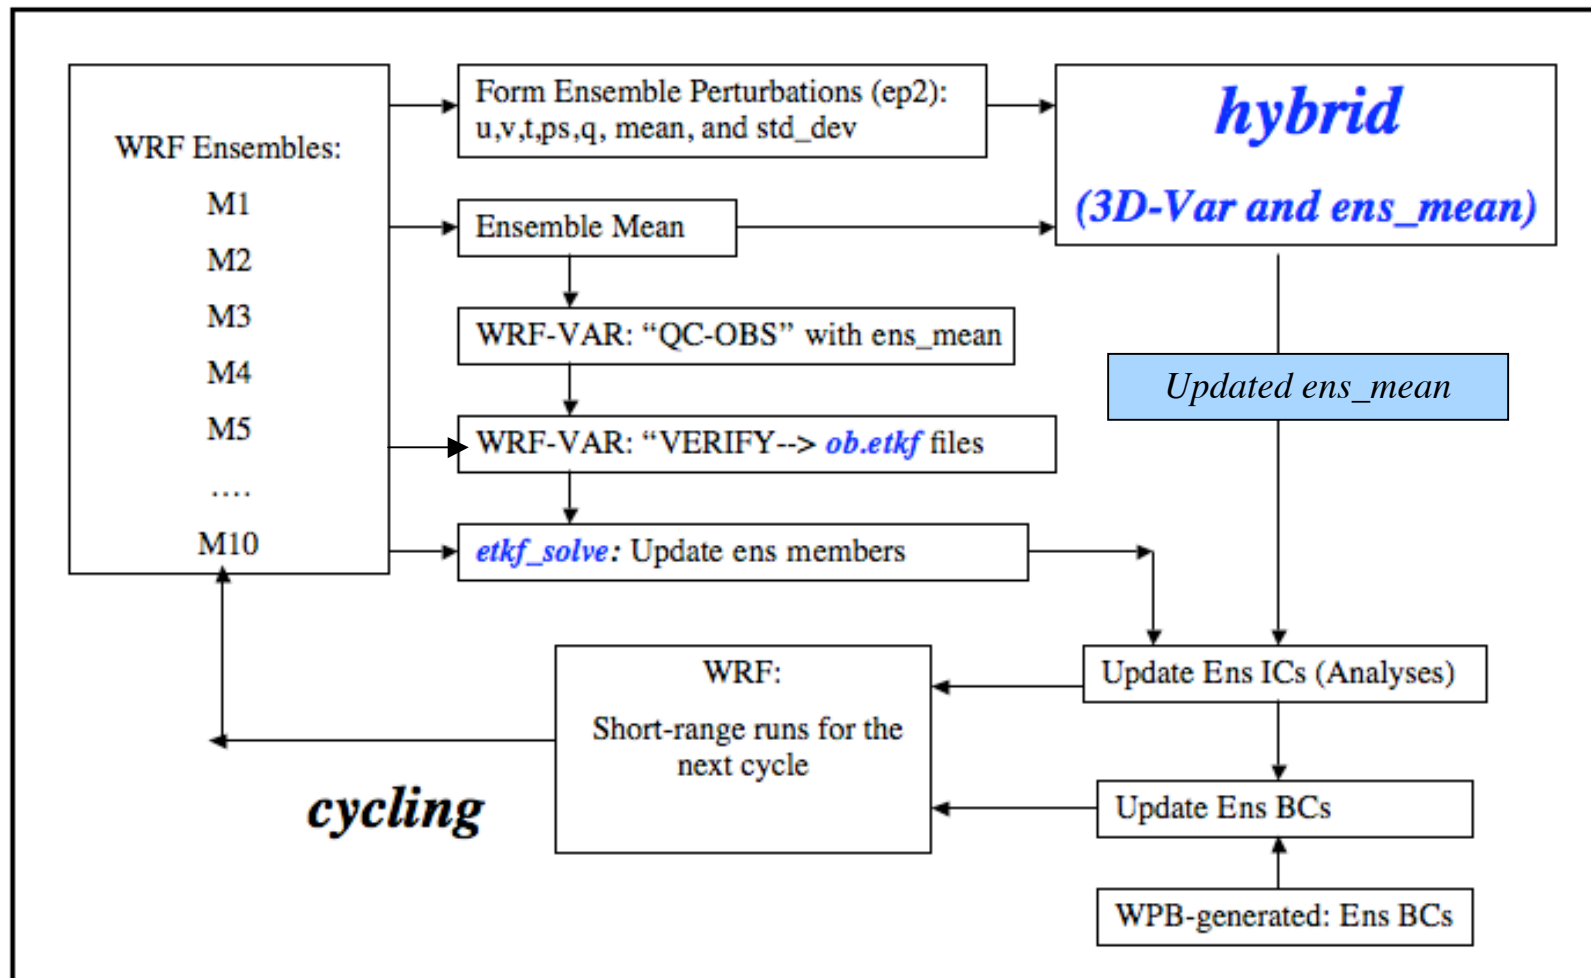 WRF Ensembles:
M1
M2
M3
M4
M5
....
M10
Form Ensemble Perturbations (ep2):
u,v,t,ps,q, mean, and std_dev
Ensemble Mean
WRF-VAR: “QC-OBS” with ens_mean
WRF-VAR: “VERIFY--> ob.etkf files
etkf_solve: Update ens members
hybrid
(3D-Var and ens_mean)
Updated ens_mean
Update Ens ICs (Analyses)
Update Ens BCs
WPB-generated: Ens BCs
WRF:
Short-range runs for the
next cycle
cycling